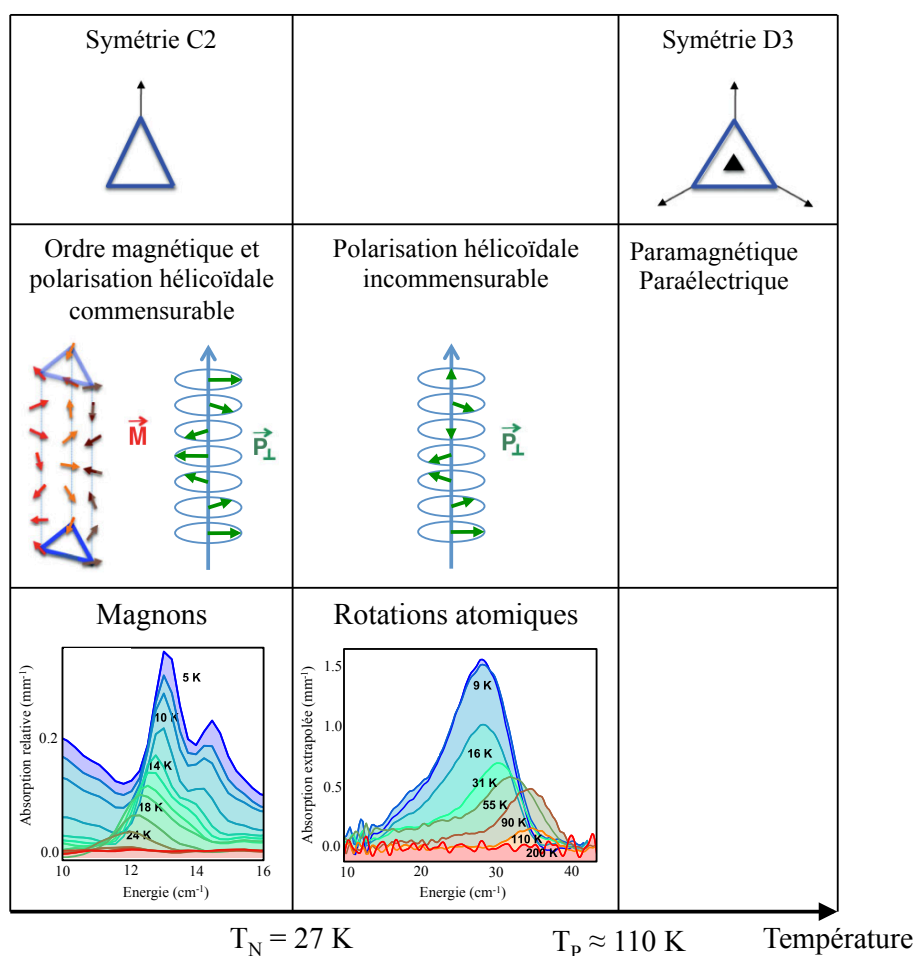 Symétrie C2
Symétrie D3
Ordre magnétique et
polarisation hélicoïdale
commensurable
Polarisation hélicoïdale
incommensurable
Paramagnétique
Paraélectrique
M
P⊥
P⊥
Magnons
Rotations atomiques
Absorption relative (mm⁻¹)
0.2
0.0
5 K
10 K
14 K
18 K
24 K
10 12 14 16
Energie (cm⁻¹)
Absorption extrapolée (mm⁻¹)
1.5
1.0
0.5
0.0
9 K
16 K
31 K
55 K
90 K
110 K
200 K
10 20 30 40
Energie (cm⁻¹)
T_N = 27 K
T_P ≈ 110 K
Température